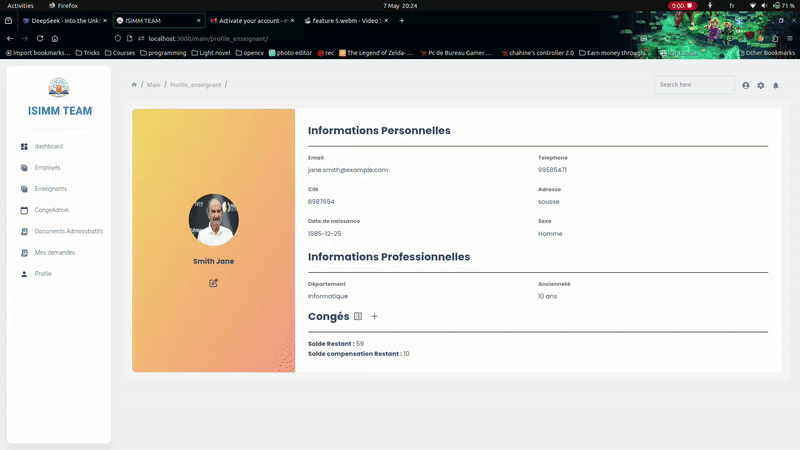 Activities Firefox 7 May 20:24 0:00 fr 71 %
DeepSeek - Into the Unkn ISIMM TEAM Activate your account - m feature 5.webm - Video
localhost:3000/main/profile_enseignant/
Import bookmarks... Tricks Courses programming Light novel opencv photo editor rec The Legend of Zelda- ... Pc de Bureau Gamer ... chahine's controller 2.0 Earn money through... Other Bookmarks
ISIMM TEAM
dashboard
Employés
Enseignants
CongeAdmin
Documents Administratifs
Mes demandes
Profile
/ Main / Profile_enseignant /
Search here
Smith Jane
Informations Personnelles
Email Telephone
jane.smith@example.com 99585471
CIN Adresse
8987654 sousse
Date de naissance Sexe
1985-12-25 Homme
Informations Professionnelles
Département Ancienneté
Informatique 10 ans
Congés
Solde Restant : 59
Solde compensation Restant : 10